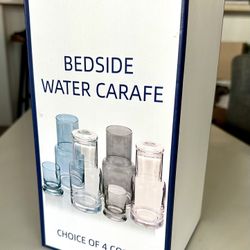 BEDSIDE
WATER CARAFE
CHOICE OF 4